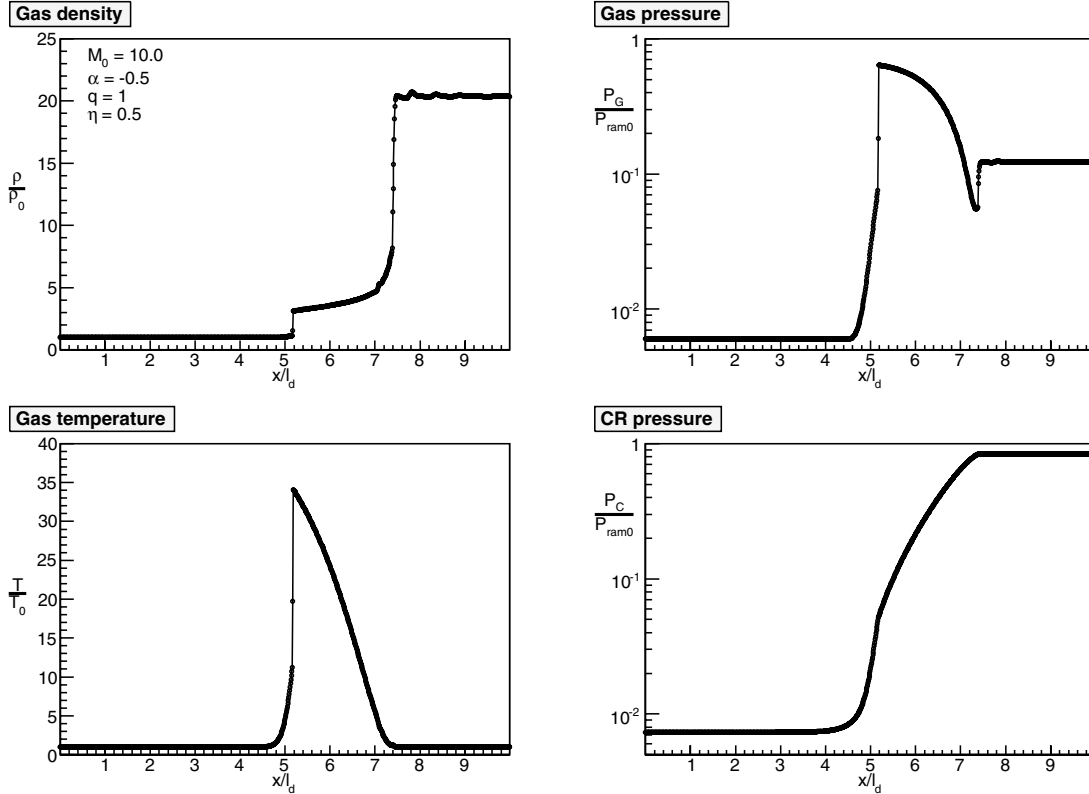 Gas density
25
20
15
10
5
0
ρ
ρ0
M0 = 10.0
α = -0.5
q = 1
η = 0.5
1 2 3 4 5 6 7 8 9
x/ld
Gas pressure
1
10-1
10-2
PG
Pram0
1 2 3 4 5 6 7 8 9
x/ld
Gas temperature
40
35
30
25
20
15
10
5
0
T
T0
1 2 3 4 5 6 7 8 9
x/ld
CR pressure
1
10-1
10-2
PC
Pram0
1 2 3 4 5 6 7 8 9
x/ld